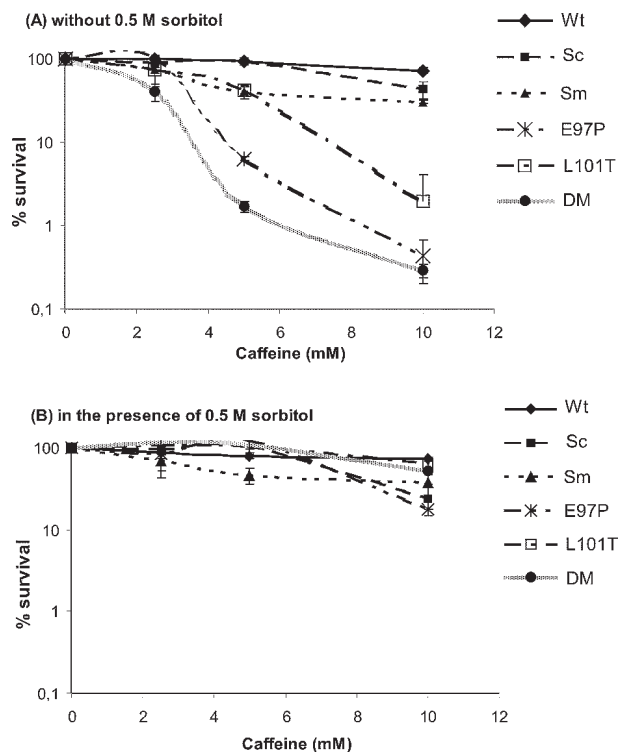 (A) without 0.5 M sorbitol
% survival
100
10
1
0,1
0 2 4 6 8 10 12
Caffeine (mM)
Wt
Sc
Sm
E97P
L101T
DM
(B) in the presence of 0.5 M sorbitol
% survival
100
10
1
0,1
0 2 4 6 8 10 12
Caffeine (mM)
Wt
Sc
Sm
E97P
L101T
DM